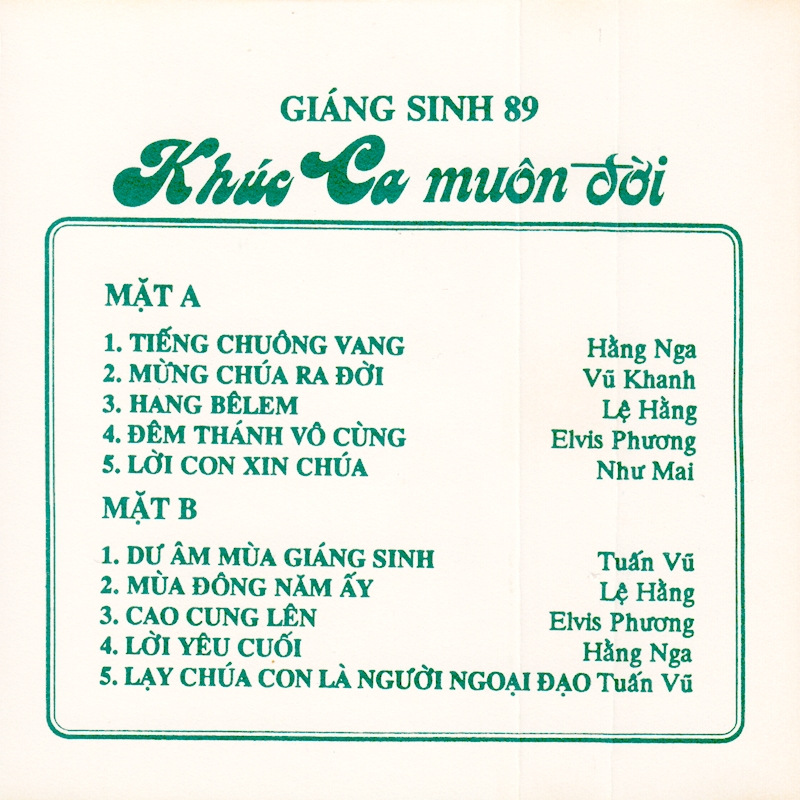 GIÁNG SINH 89
Khúc Ca muôn đời
MẶT A
1. TIẾNG CHUÔNG VANG Hằng Nga
2. MỪNG CHÚA RA ĐỜI Vũ Khanh
3. HANG BÊLEM Lệ Hằng
4. ĐÊM THÁNH VÔ CÙNG Elvis Phương
5. LỜI CON XIN CHÚA Như Mai
MẶT B
1. DƯ ÂM MÙA GIÁNG SINH Tuấn Vũ
2. MÙA ĐÔNG NĂM ẤY Lệ Hằng
3. CAO CUNG LÊN Elvis Phương
4. LỜI YÊU CUỐI Hằng Nga
5. LẠY CHÚA CON LÀ NGƯỜI NGOẠI ĐẠO Tuấn Vũ